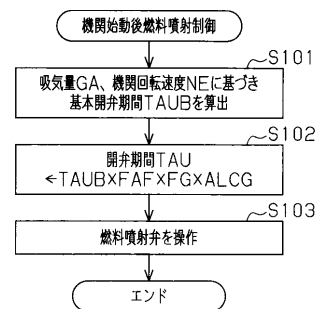 機関始動後燃料噴射制御
S101
吸気量GA、機関回転速度NEに基づき
基本開弁期間TAUBを算出
S102
開弁期間TAU
←TAUB×FAF×FG×ALCG
S103
燃料噴射弁を操作
エンド